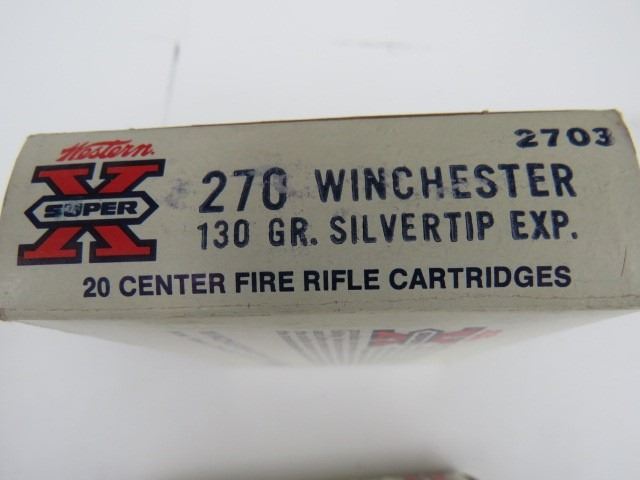 Western
SUPER X
2703
270 WINCHESTER
130 GR. SILVERTIP EXP.
20 CENTER FIRE RIFLE CARTRIDGES